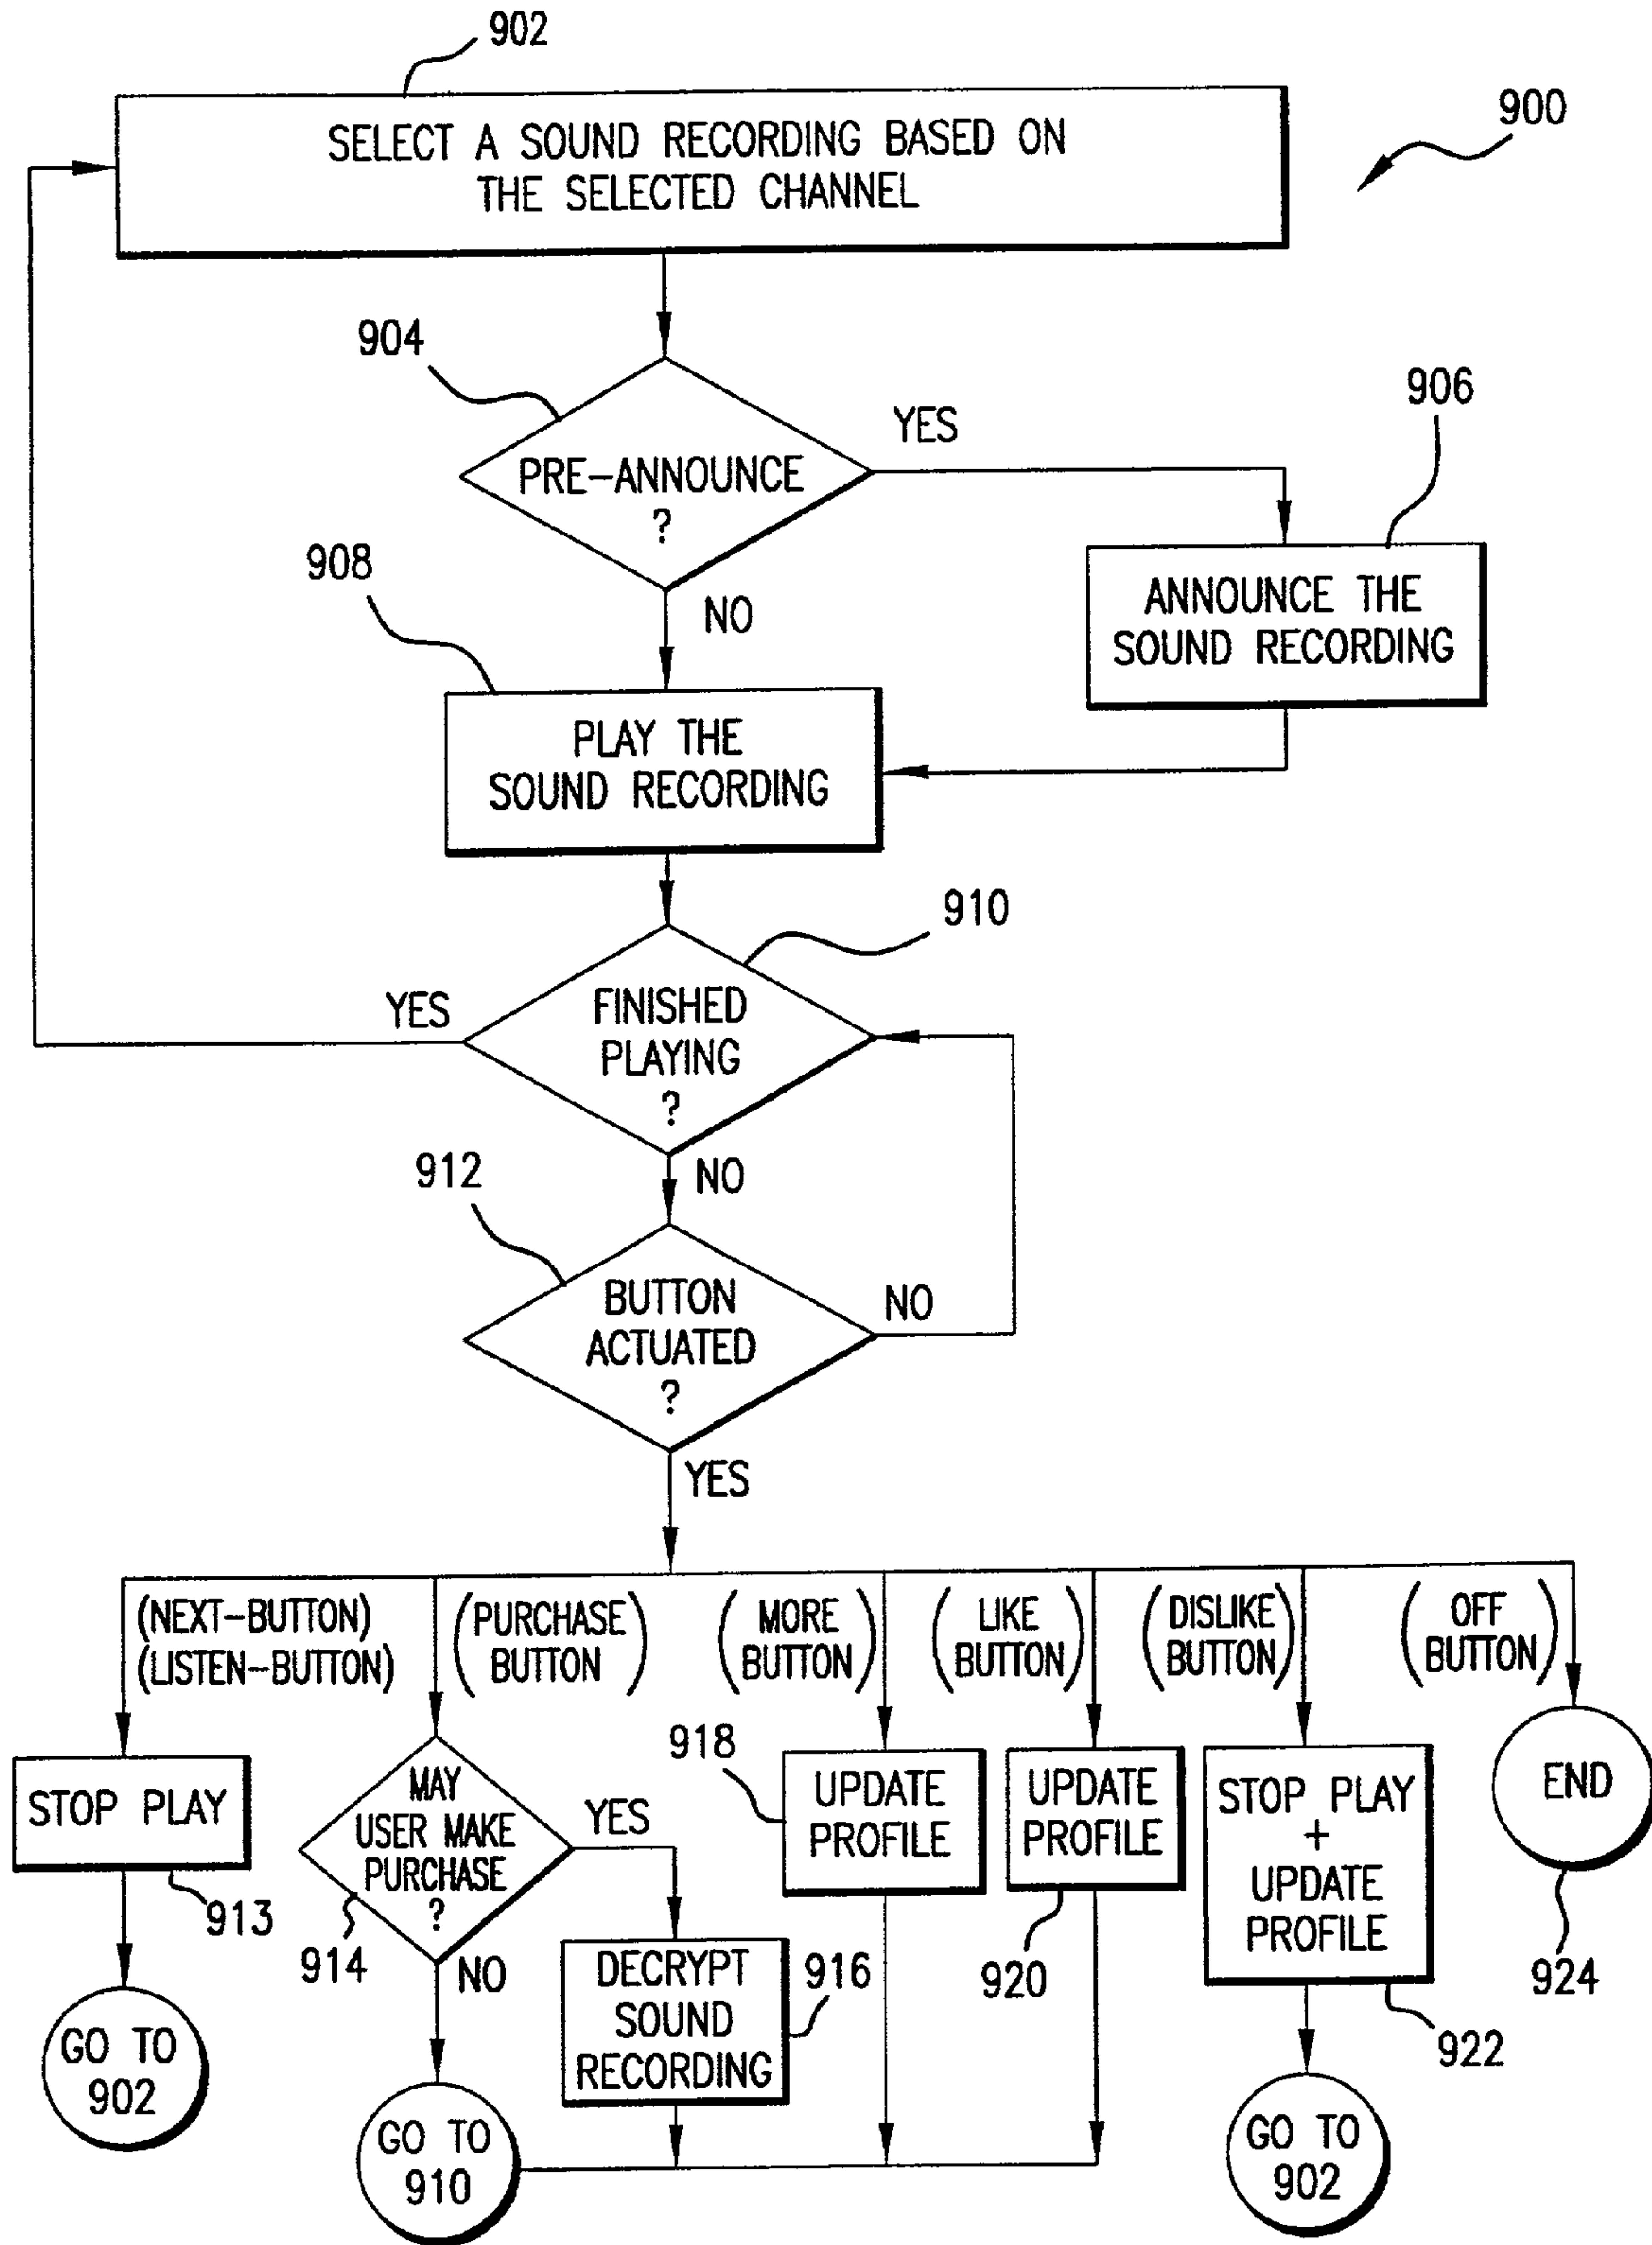 902
900
SELECT A SOUND RECORDING BASED ON
THE SELECTED CHANNEL
904
PRE-ANNOUNCE
?
YES
906
NO
ANNOUNCE THE
SOUND RECORDING
908
PLAY THE
SOUND RECORDING
910
YES
FINISHED
PLAYING
?
NO
912
BUTTON
ACTUATED
?
NO
YES
(NEXT-BUTTON)
(LISTEN-BUTTON)
(PURCHASE
BUTTON)
(MORE
BUTTON)
(LIKE
BUTTON)
(DISLIKE
BUTTON)
(OFF
BUTTON)
STOP PLAY
913
GO TO
902
MAY
USER MAKE
PURCHASE
?
914
YES
NO
DECRYPT
SOUND
RECORDING
916
GO TO
910
918
UPDATE
PROFILE
UPDATE
PROFILE
920
STOP PLAY
+
UPDATE
PROFILE
922
GO TO
902
END
924